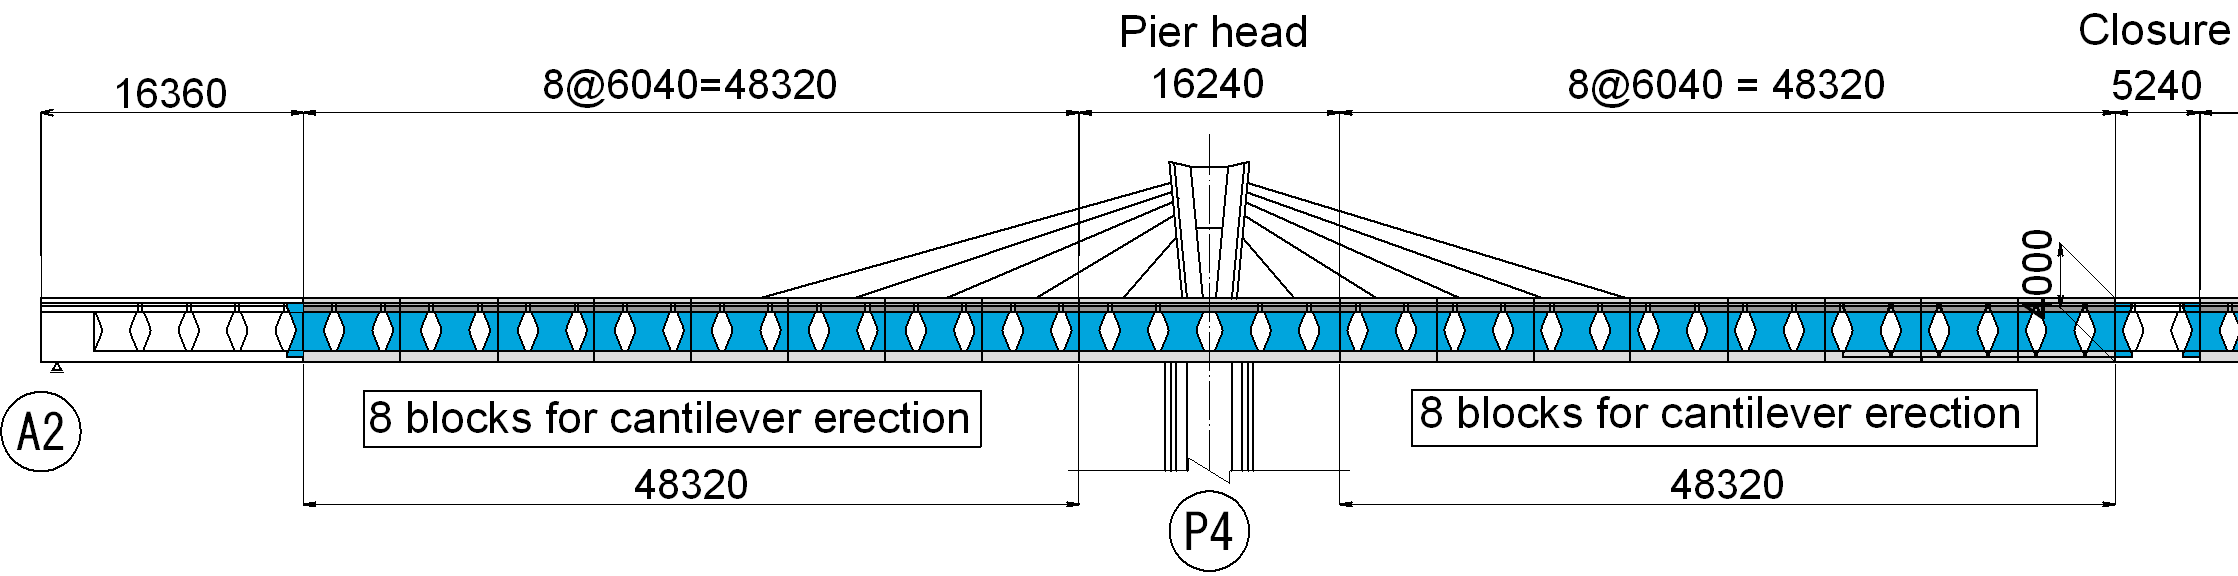 Pier head
Closure
16360
8@6040=48320
16240
8@6040 = 48320
5240
4000
8 blocks for cantilever erection
8 blocks for cantilever erection
A2
48320
48320
P4